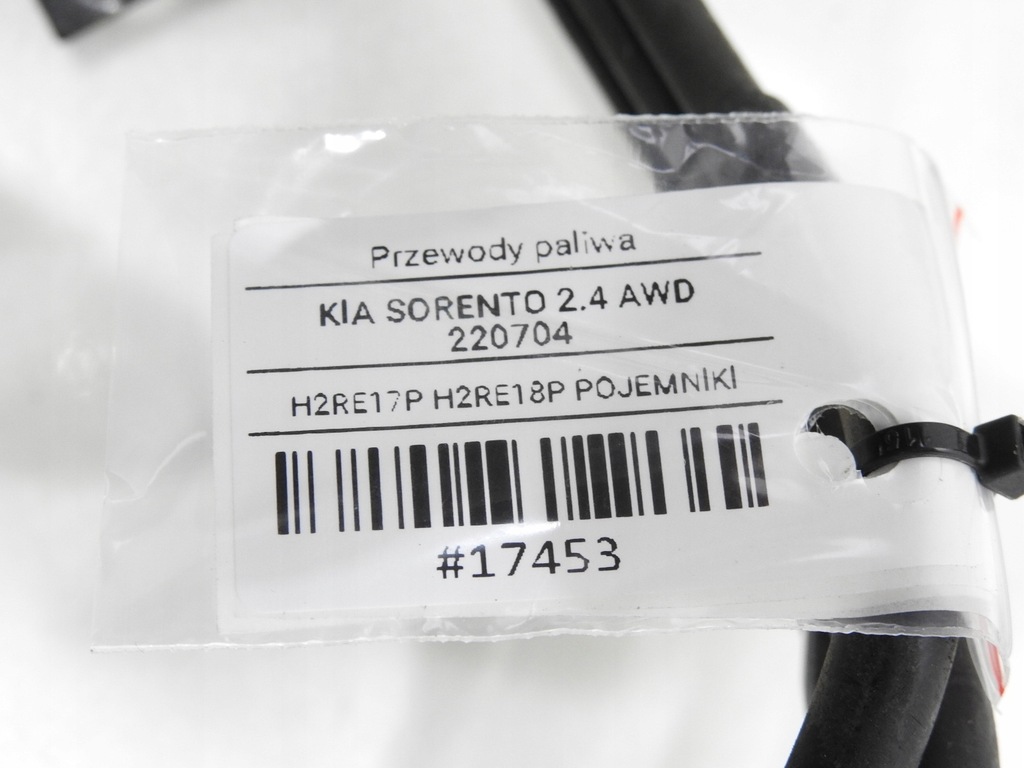 Przewody paliwa
KIA SORENTO 2.4 AWD
220704
H2RE17P H2RE18P POJEMNIKI
#17453